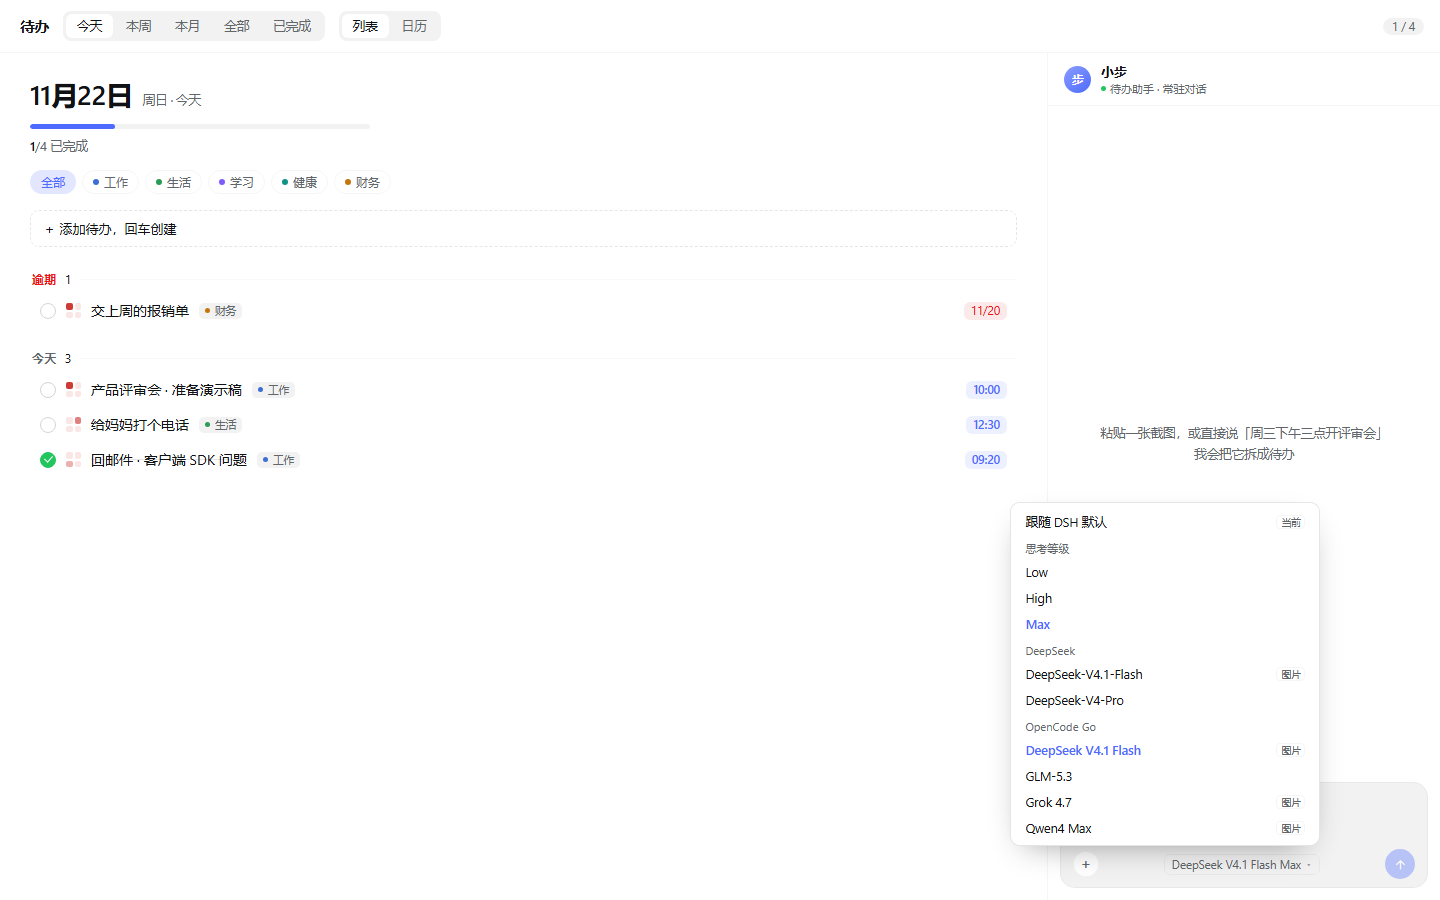 待办 今天 本周 本月 全部 已完成 列表 日历 1 / 4
11月22日 周日 · 今天
1/4 已完成
全部 工作 生活 学习 健康 财务
+ 添加待办，回车创建
逾期 1
交上周的报销单 财务 11/20
今天 3
产品评审会 · 准备演示稿 工作 10:00
给妈妈打个电话 生活 12:30
回邮件 · 客户端 SDK 问题 工作 09:20
步 小步
待办助手 · 常驻对话
粘贴一张截图，或直接说「周三下午三点开评审会」
我会把它拆成待办
跟随 DSH 默认 当前
思考等级
Low
High
Max
DeepSeek
DeepSeek-V4.1-Flash 图片
DeepSeek-V4-Pro
OpenCode Go
DeepSeek V4.1 Flash 图片
GLM-5.3
Grok 4.7 图片
Qwen4 Max 图片
+ DeepSeek V4.1 Flash Max